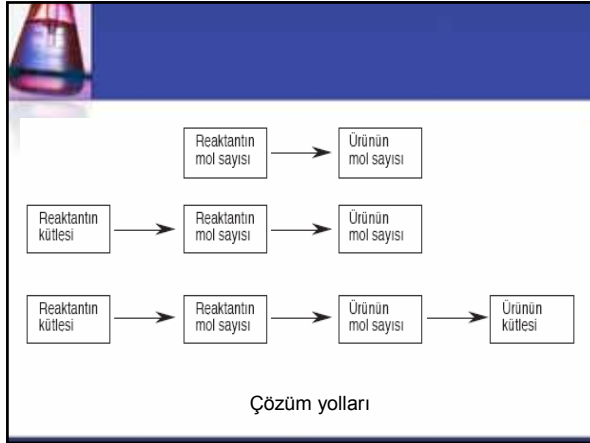 Reaktantın
mol sayısı
Ürünün
mol sayısı
Reaktantın
kütlesi
Reaktantın
mol sayısı
Ürünün
mol sayısı
Reaktantın
kütlesi
Reaktantın
mol sayısı
Ürünün
mol sayısı
Ürünün
kütlesi
Çözüm yolları